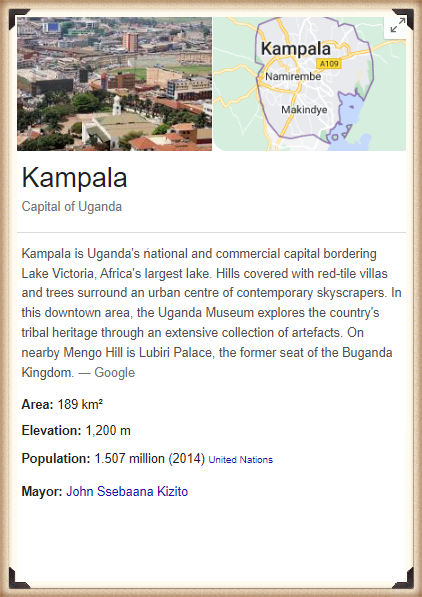 Kampala
A109
Namirembe
Makindye
Kampala
Capital of Uganda
Kampala is Uganda's national and commercial capital bordering
Lake Victoria, Africa's largest lake. Hills covered with red-tile villas
and trees surround an urban centre of contemporary skyscrapers. In
this downtown area, the Uganda Museum explores the country's
tribal heritage through an extensive collection of artefacts. On
nearby Mengo Hill is Lubiri Palace, the former seat of the Buganda
Kingdom. — Google
Area: 189 km²
Elevation: 1,200 m
Population: 1.507 million (2014) United Nations
Mayor: John Ssebaana Kizito